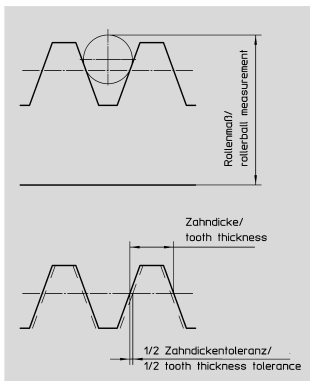 Rollenmaß/
rollerball measurement
Zahndicke/
tooth thickness
1/2 Zahndickentoleranz/
1/2 tooth thickness tolerance